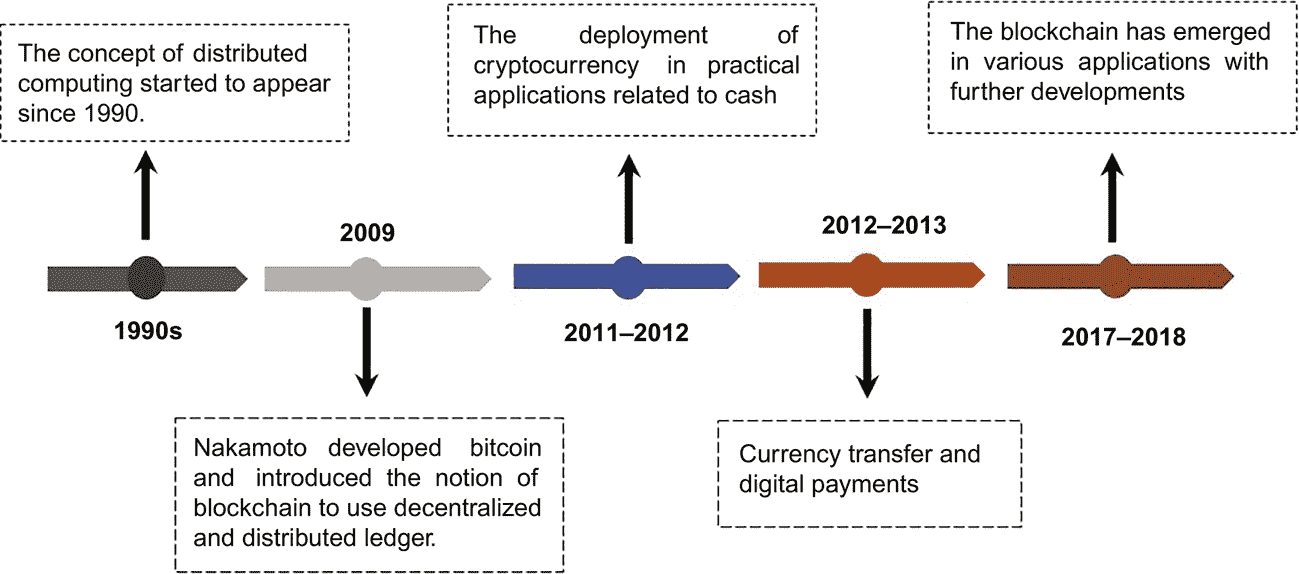 The concept of distributed
computing started to appear
since 1990.
The deployment of
cryptocurrency in practical
applications related to cash
The blockchain has emerged
in various applications with
further developments
2009
2012–2013
1990s
2011–2012
2017–2018
Nakamoto developed bitcoin
and introduced the notion of
blockchain to use decentralized
and distributed ledger.
Currency transfer and
digital payments